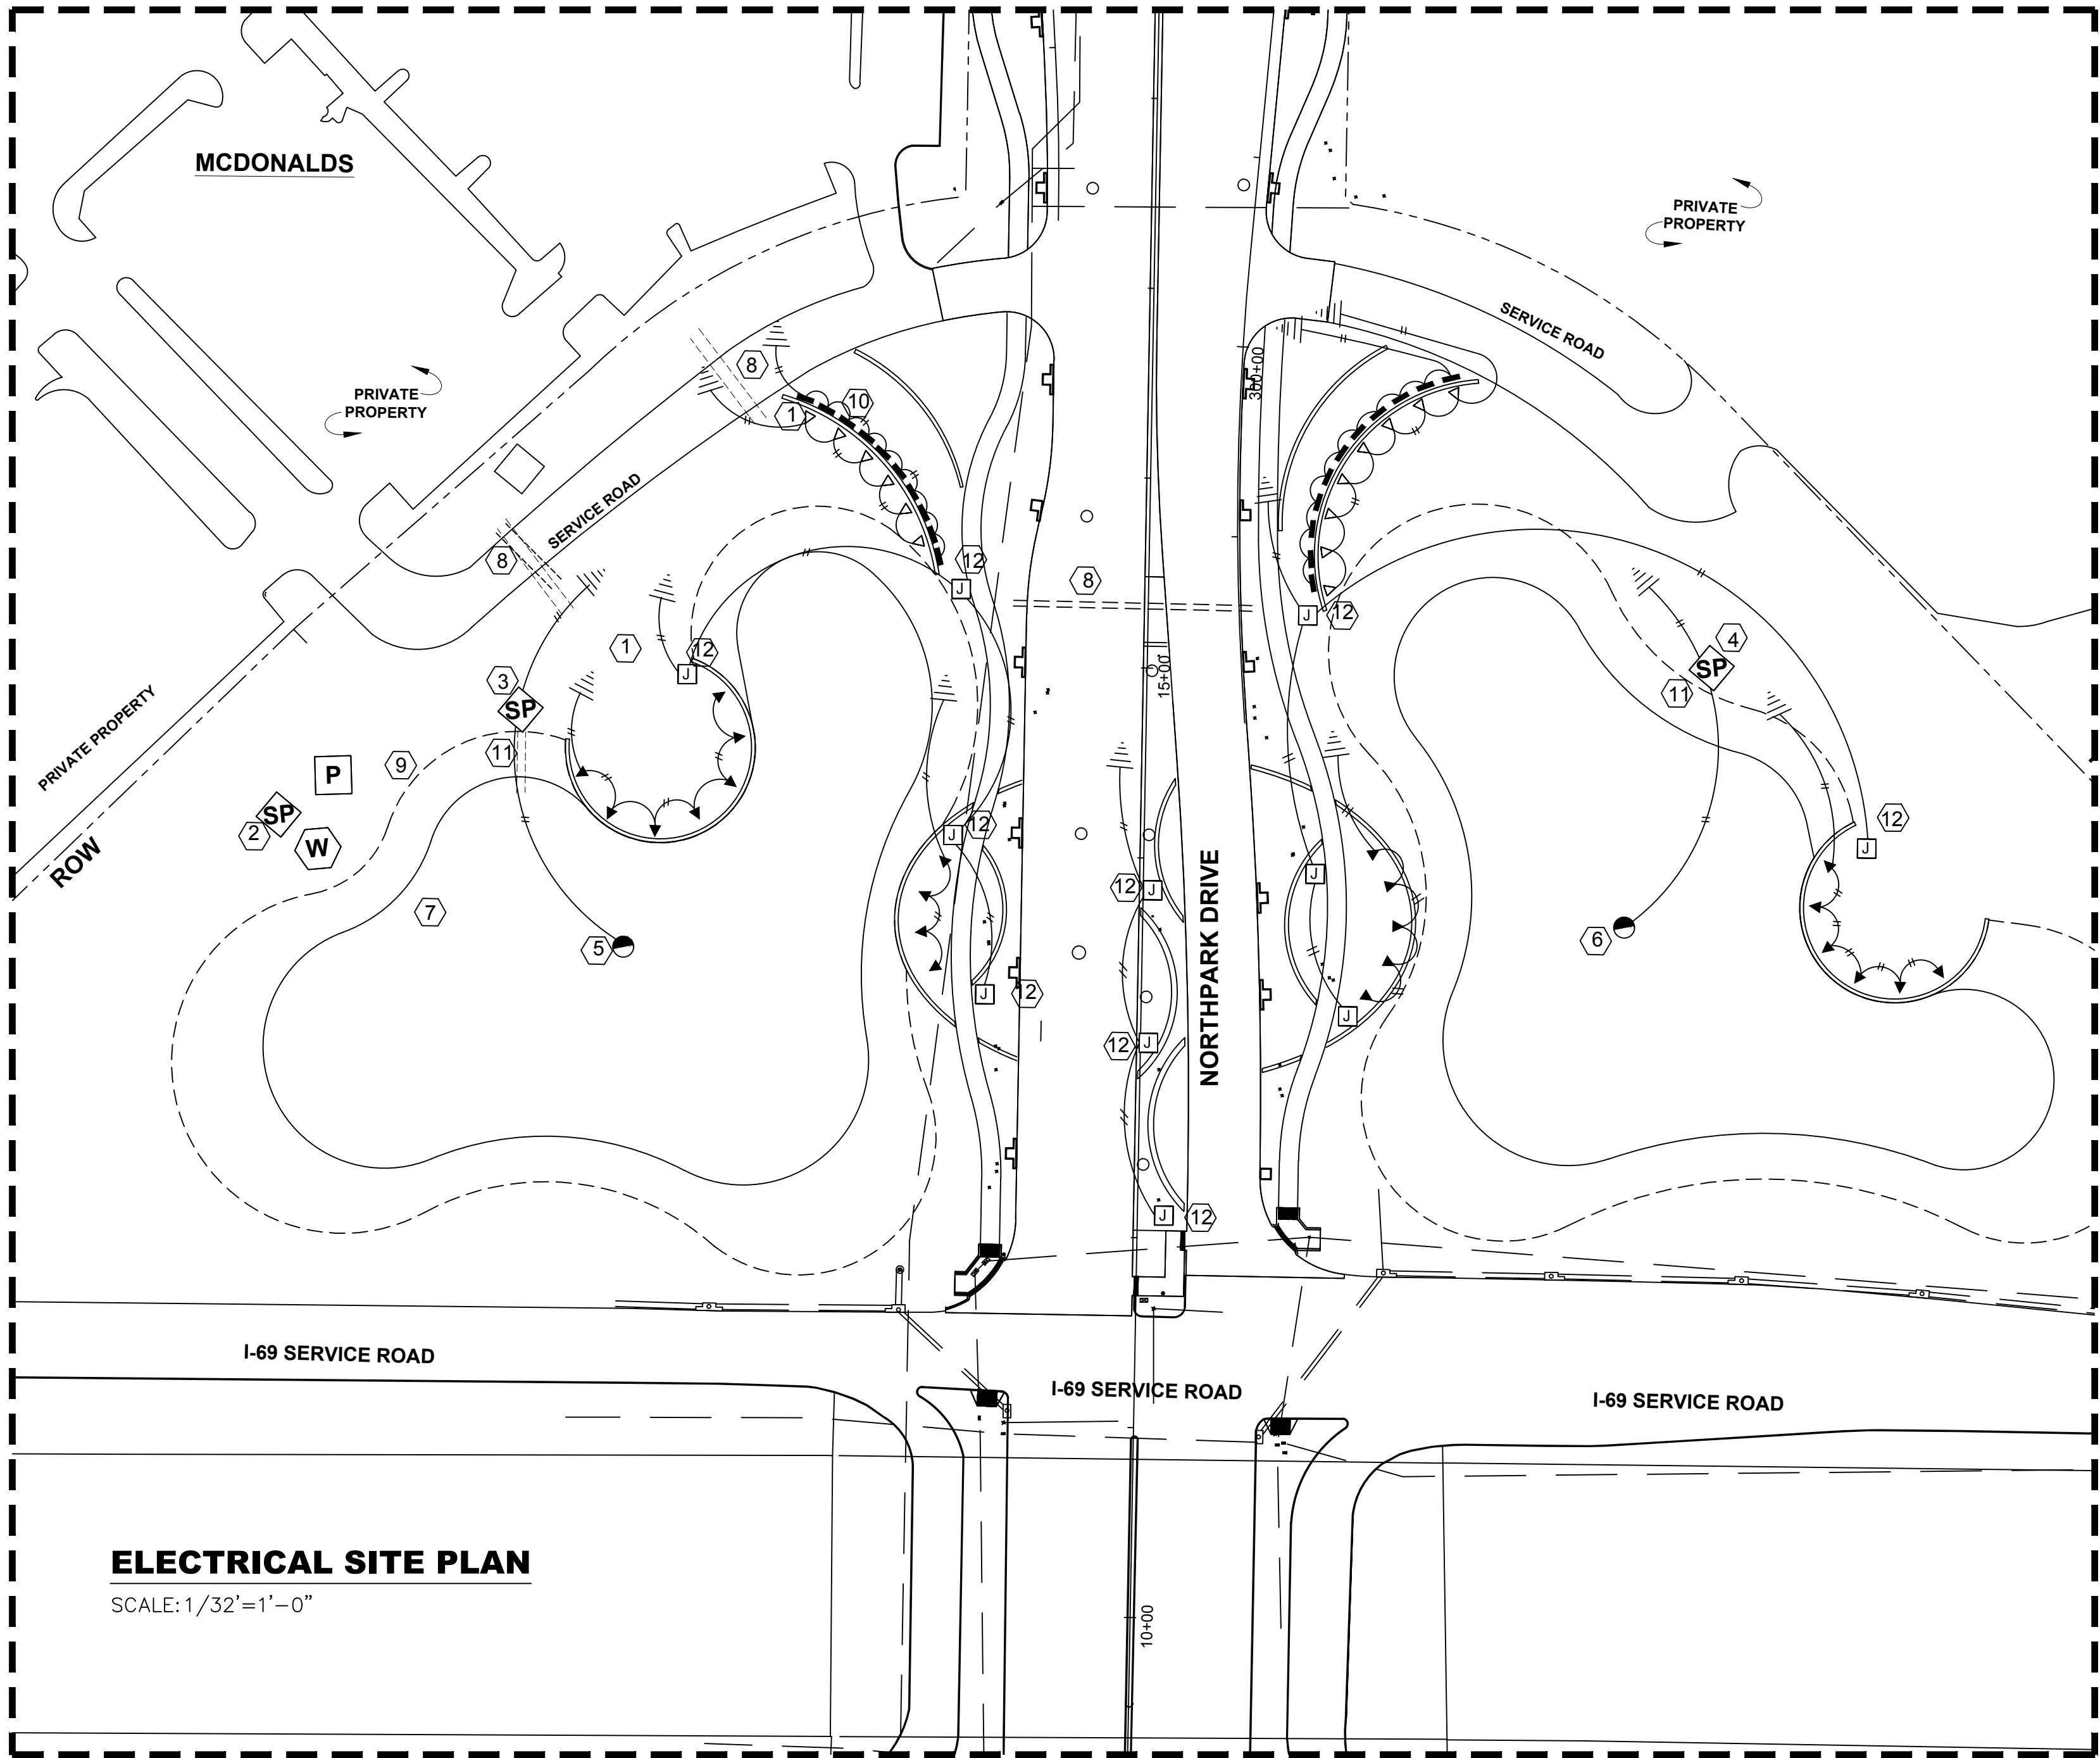 MCDONALDS
PRIVATE
PROPERTY
SERVICE ROAD
PRIVATE
PROPERTY
300+00
8
1
10
SERVICE ROAD
8
12
8
12
1
12
J
J
J
3
SP
4
SP
11
15+00
PRIVATE PROPERTY
11
P
9
SP
2
W
ROW
12
J
12
J
12
J
J
12
J
7
5
6
NORTHPARK DRIVE
J
12
J
12
J
J
12
I-69 SERVICE ROAD
I-69 SERVICE ROAD
I-69 SERVICE ROAD
ELECTRICAL SITE PLAN
SCALE: 1/32'=1'-0"
10+00